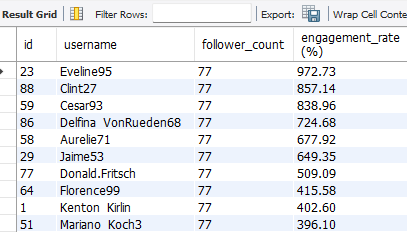 Result Grid Filter Rows: Export: Wrap Cell Conte
id username follower_count engagement_rate (%)
23 Eveline95 77 972.73
88 Clint27 77 857.14
59 Cesar93 77 838.96
86 Delfina_VonRueden68 77 724.68
58 Aurelie71 77 677.92
29 Jaime53 77 649.35
77 Donald.Fritsch 77 509.09
64 Florence99 77 415.58
1 Kenton_Kirlin 77 402.60
51 Mariano_Koch3 77 396.10